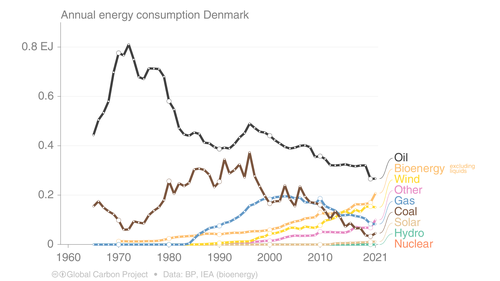 Annual energy consumption Denmark
0.8 EJ
0.6
0.4
0.2
0
1960
1970
1980
1990
2000
2010
2021
Oil
Bioenergy excluding liquids
Wind
Other
Gas
Coal
Solar
Hydro
Nuclear
Global Carbon Project • Data: BP, IEA (bioenergy)